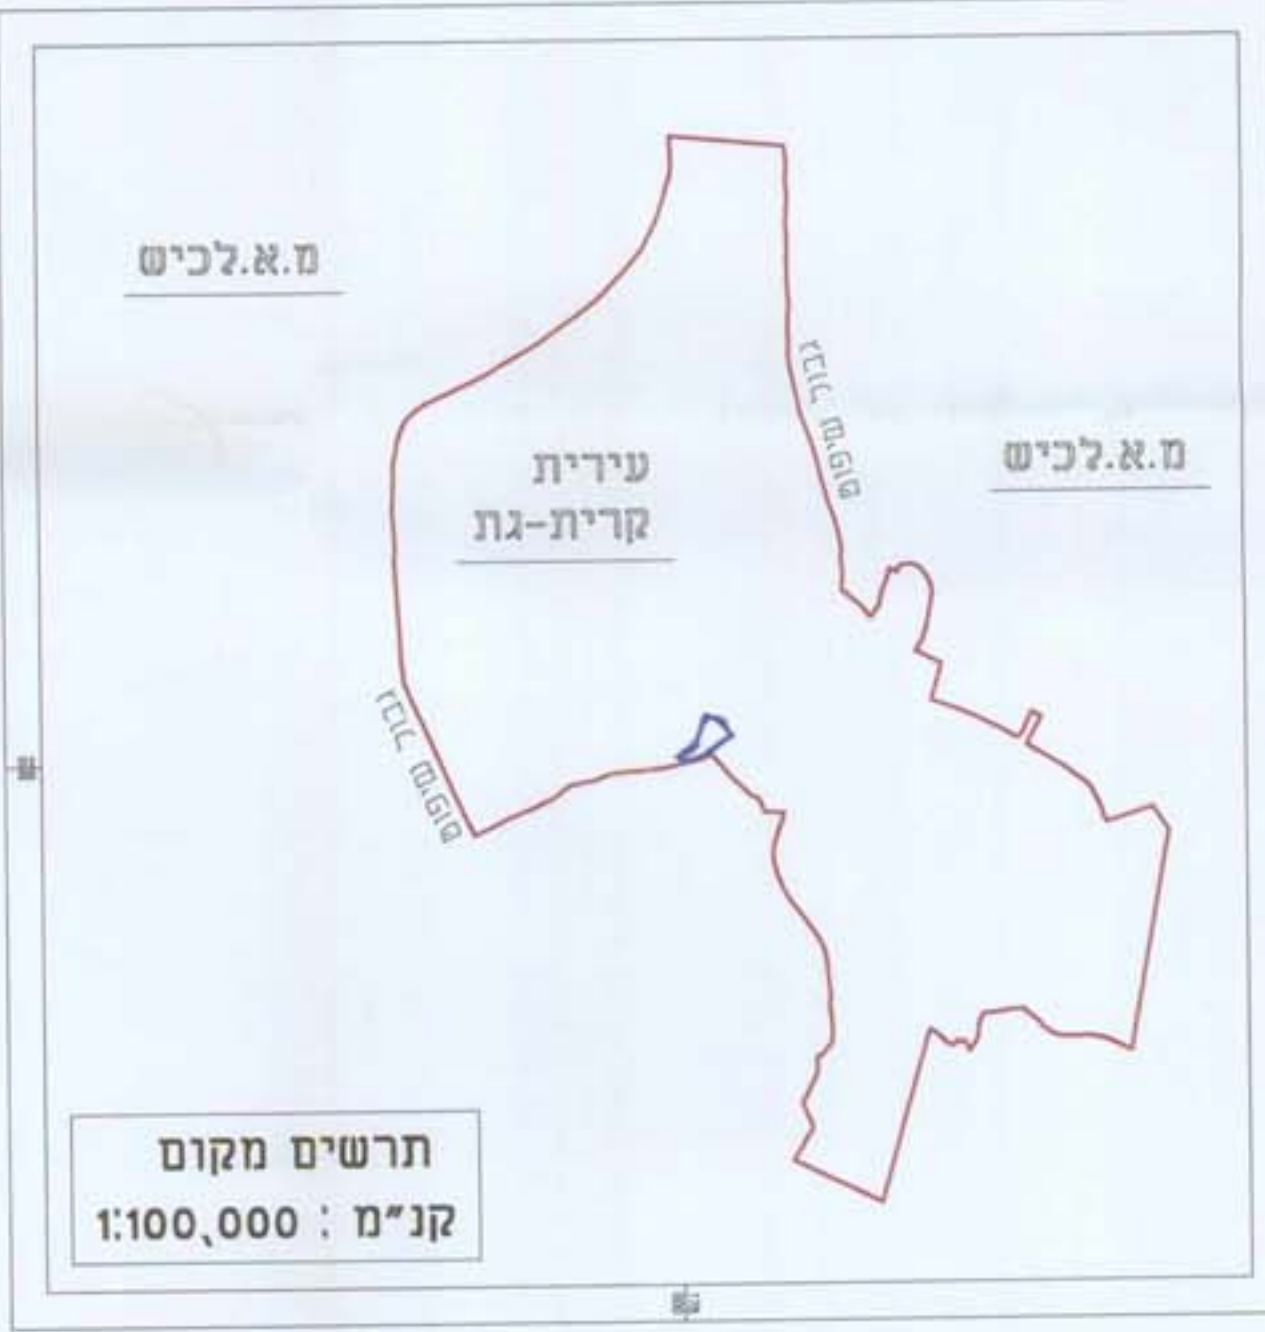 מ.א.לכיש
גבול שיפוט
מ.א.לכיש
עירית
קרית-גת
גבול שיפוט
תרשים מקום
קנ״מ : 1:100,000